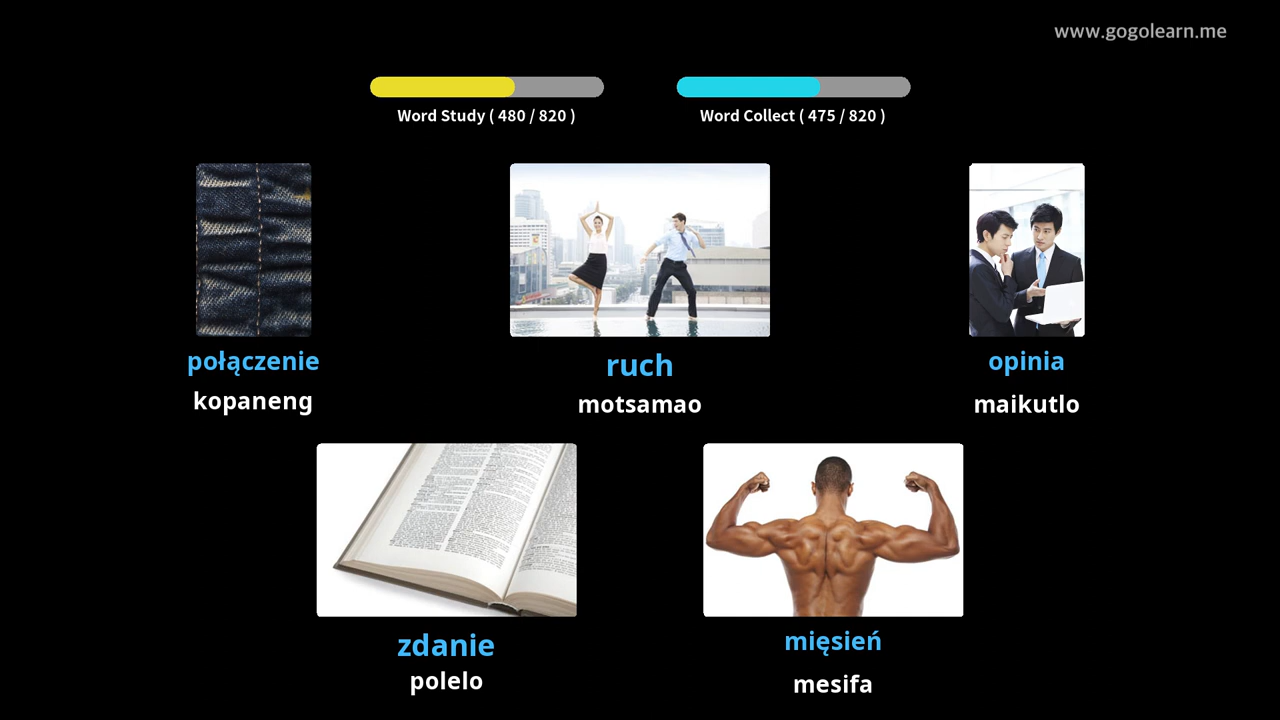 www.gogolearn.me
Word Study ( 480 / 820 )
Word Collect ( 475 / 820 )
połączenie
kopaneng
ruch
motsamao
opinia
maikutlo
zdanie
polelo
mięsień
mesifa